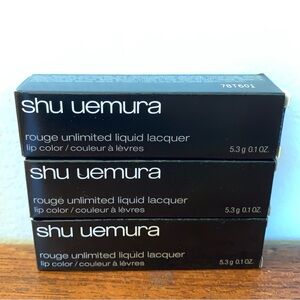 78T601
shu uemura
rouge unlimited liquid lacquer
lip color / couleur à lèvres
5.3 g 0.1 OZ.
shu uemura
rouge unlimited liquid lacquer
lip color / couleur à lèvres
5.3 g 0.1 OZ.
shu uemura
rouge unlimited liquid lacquer
lip color / couleur à lèvres
5.3 g 0.1 OZ.